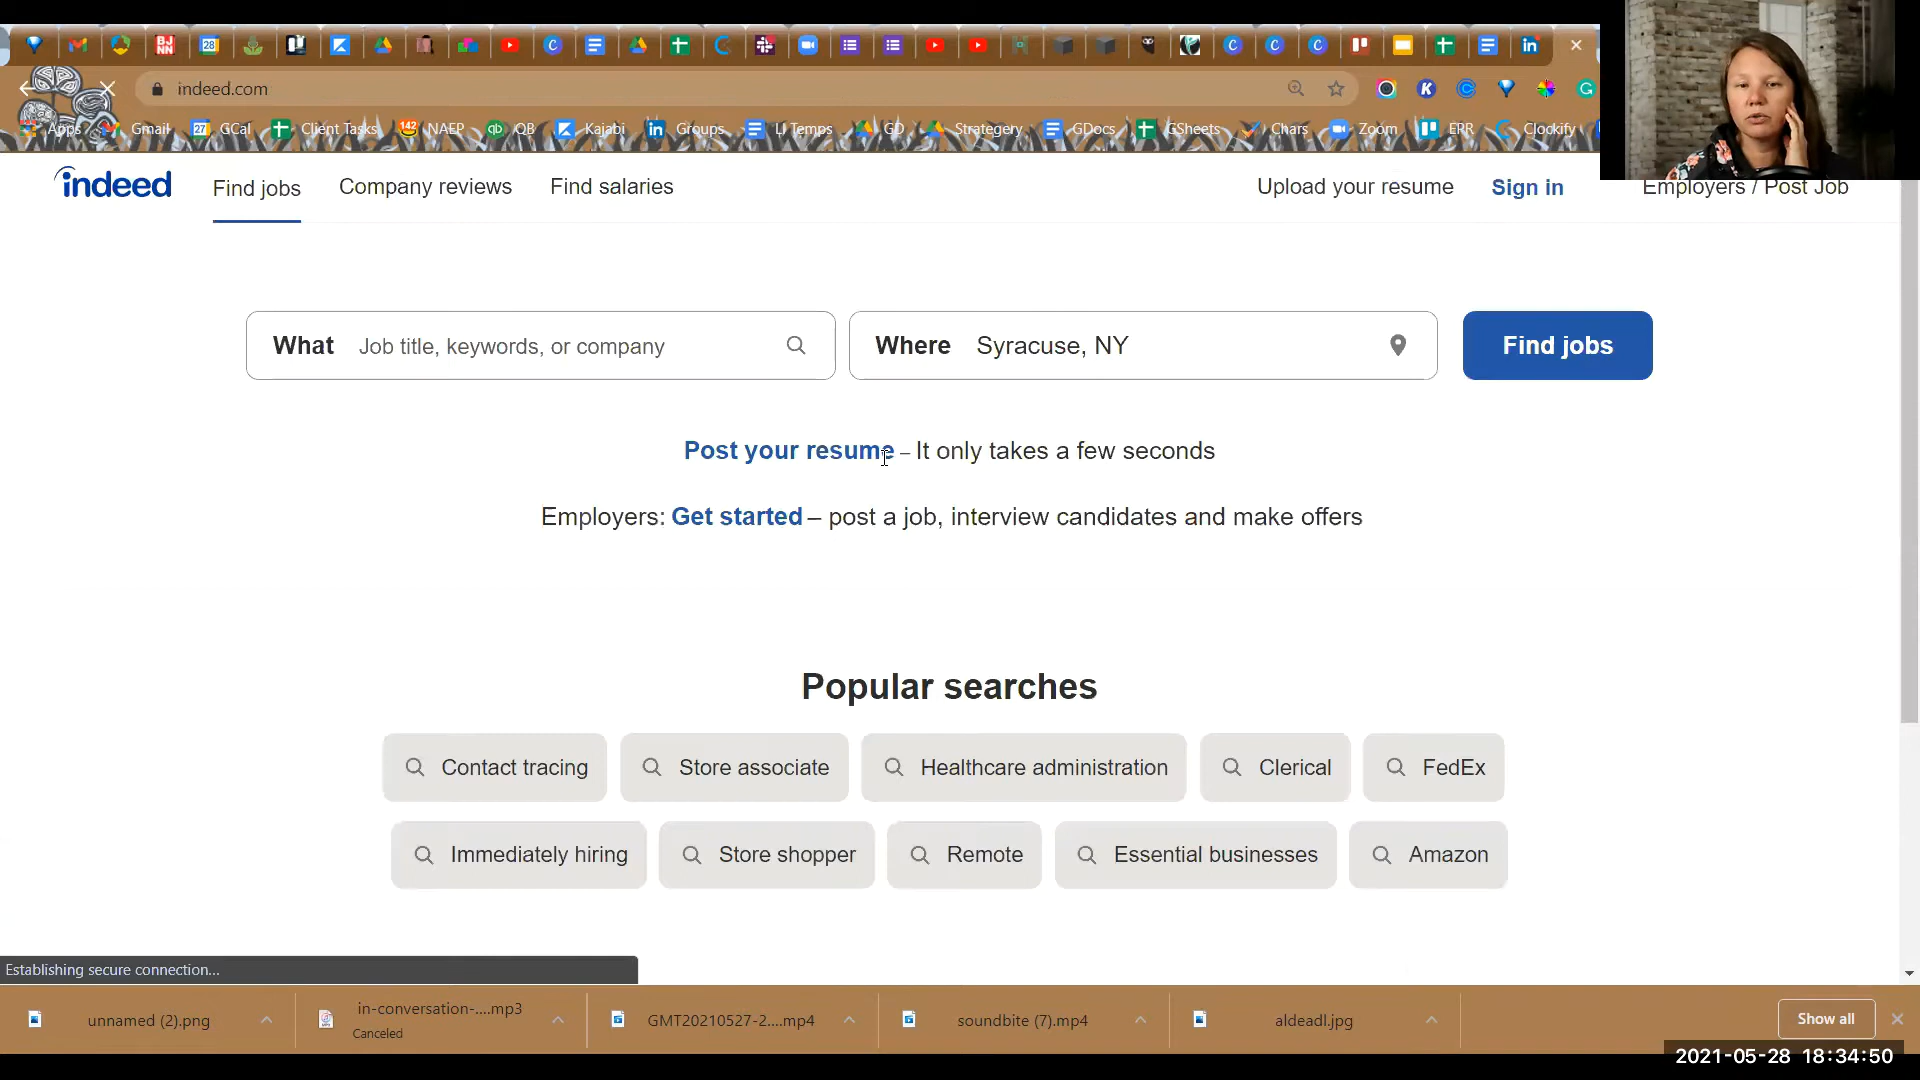 BJ
NN
28
indeed.com
Apps Gmail 27 GCal Client Tasks 142 NAEP QB Kajabi Groups LI Temps GD Strategery GDocs GSheets Chars Zoom ERR Clockify
indeed Find jobs Company reviews Find salaries Upload your resume Sign in Employers / Post Job
What Job title, keywords, or company Where Syracuse, NY Find jobs
Post your resume – It only takes a few seconds
Employers: Get started – post a job, interview candidates and make offers
Popular searches
Contact tracing Store associate Healthcare administration Clerical FedEx
Immediately hiring Store shopper Remote Essential businesses Amazon
Establishing secure connection...
unnamed (2).png in-conversation-....mp3 GMT20210527-2....mp4 soundbite (7).mp4 aldeadl.jpg Show all
Canceled
2021-05-28 18:34:50